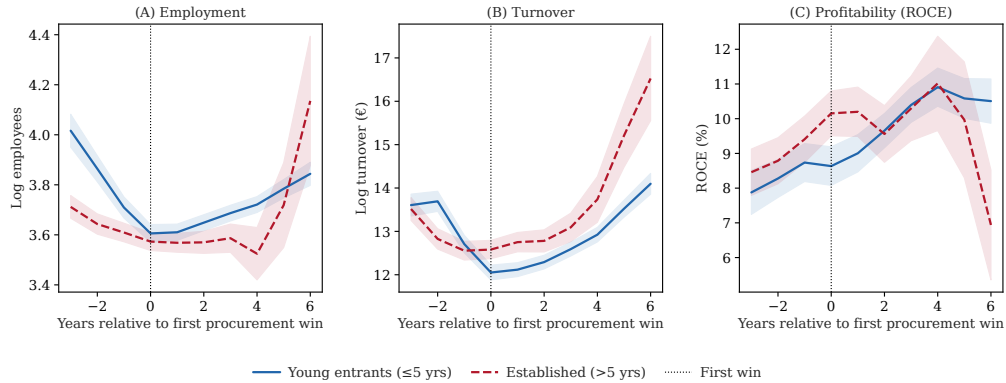 (A) Employment
(B) Turnover
(C) Profitability (ROCE)
Log employees
4.4
4.2
4.0
3.8
3.6
3.4
−2
0
2
4
6
Years relative to first procurement win
Log turnover (€)
17
16
15
14
13
12
−2
0
2
4
6
Years relative to first procurement win
ROCE (%)
12
11
10
9
8
7
6
−2
0
2
4
6
Years relative to first procurement win
Young entrants (≤5 yrs)
Established (>5 yrs)
First win